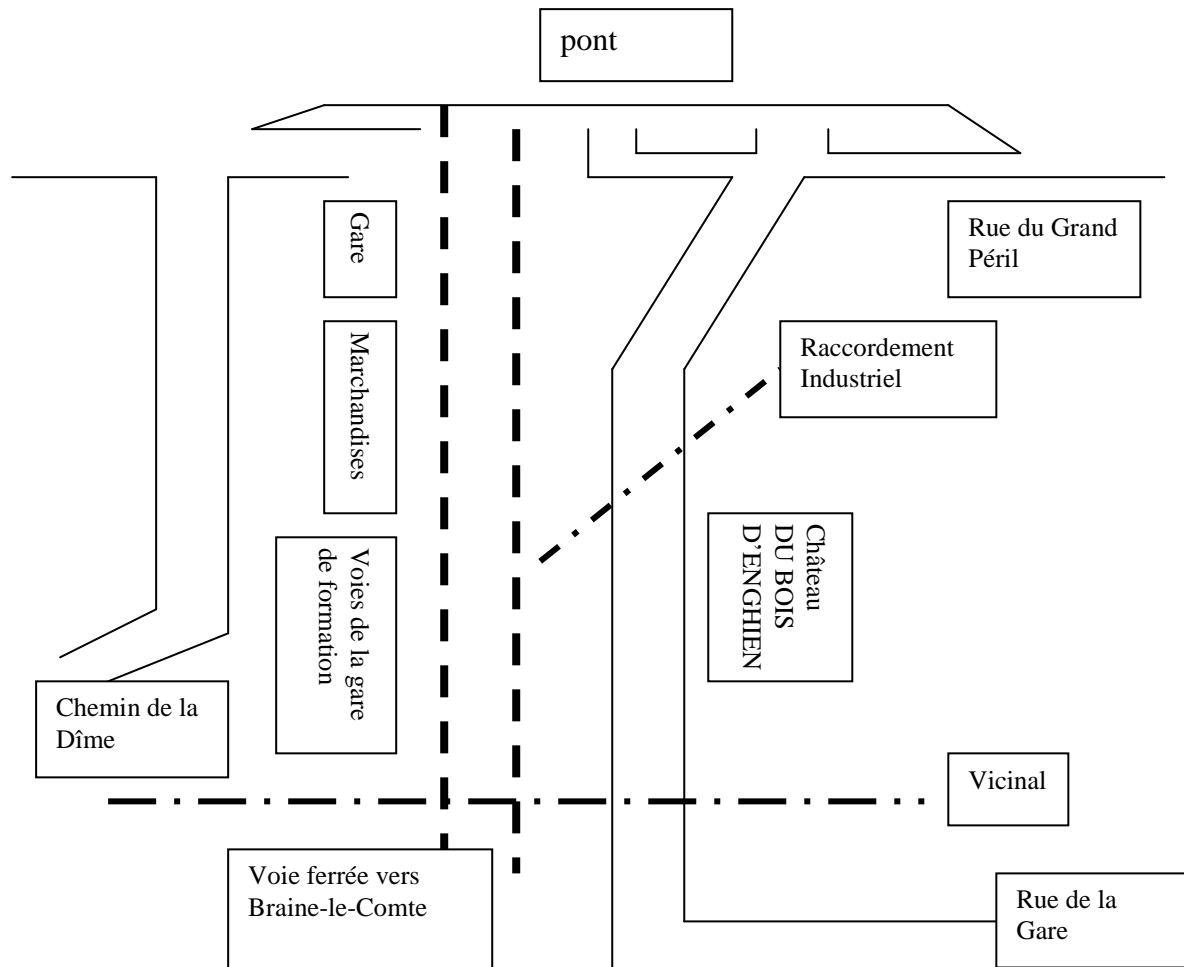 pont
Gare
Rue du Grand
Péril
Marchandises
Raccordement
Industriel
Château
DU BOIS
D'ENGHIEN
Voies de la gare
de formation
Chemin de la
Dîme
Vicinal
Voie ferrée vers
Braine-le-Comte
Rue de la
Gare